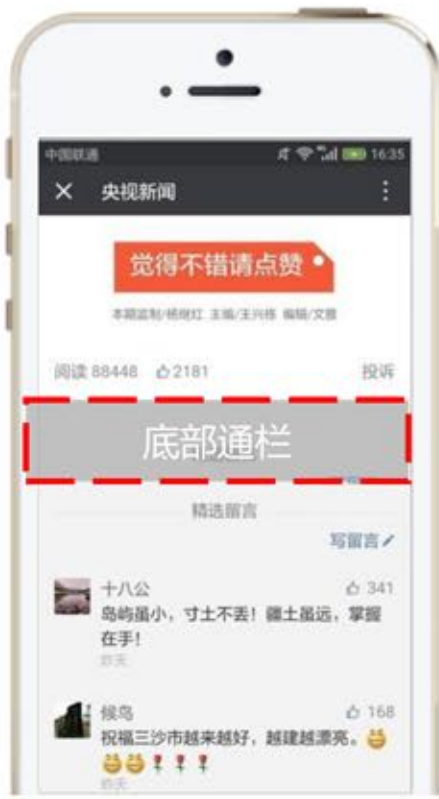 中国联通 16:35
央视新闻
觉得不错请点赞
本期监制/杨继红 主编/王兴栋 编辑/文雅
阅读 88448 2181 投诉
底部通栏
精选留言
写留言
十八公 341
岛屿虽小，寸土不丢！疆土虽远，掌握
在手！
昨天
候鸟 168
祝福三沙市越来越好，越建越漂亮。😄
😄😄🌹🌹🌹
昨天